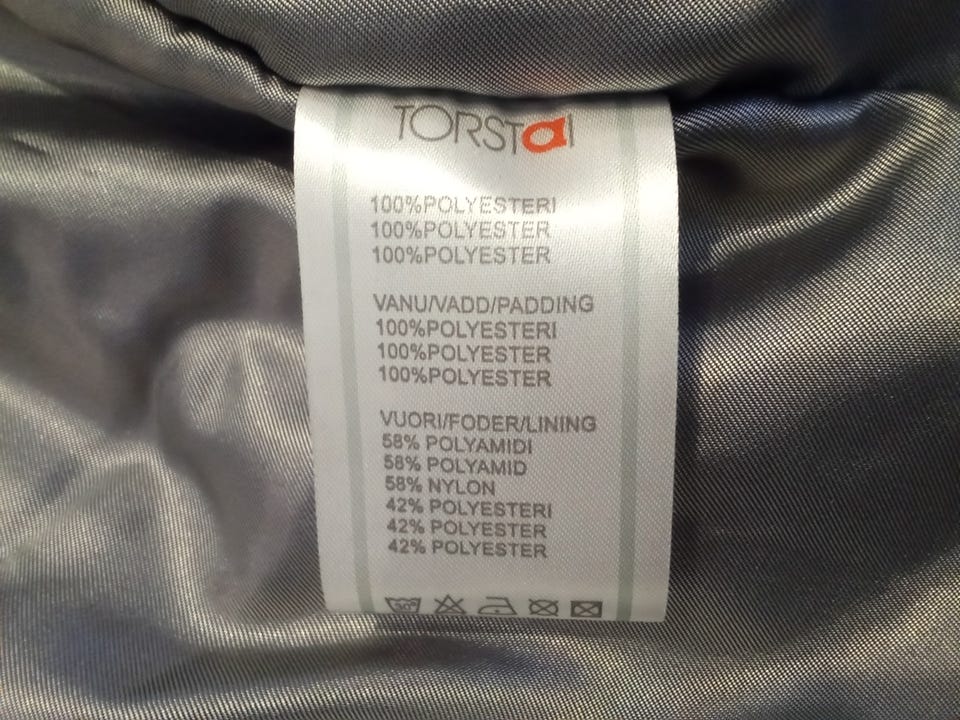 TORSTAI
100%POLYESTERI
100%POLYESTER
100%POLYESTER
VANU/VADD/PADDING
100%POLYESTERI
100%POLYESTER
100%POLYESTER
VUORI/FODER/LINING
58% POLYAMIDI
58% POLYAMID
58% NYLON
42% POLYESTERI
42% POLYESTER
42% POLYESTER
30°